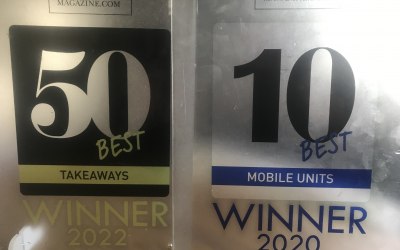 MAGAZINE.COM
50
BEST
TAKEAWAYS
WINNER
2022
10
BEST
MOBILE UNITS
WINNER
2020